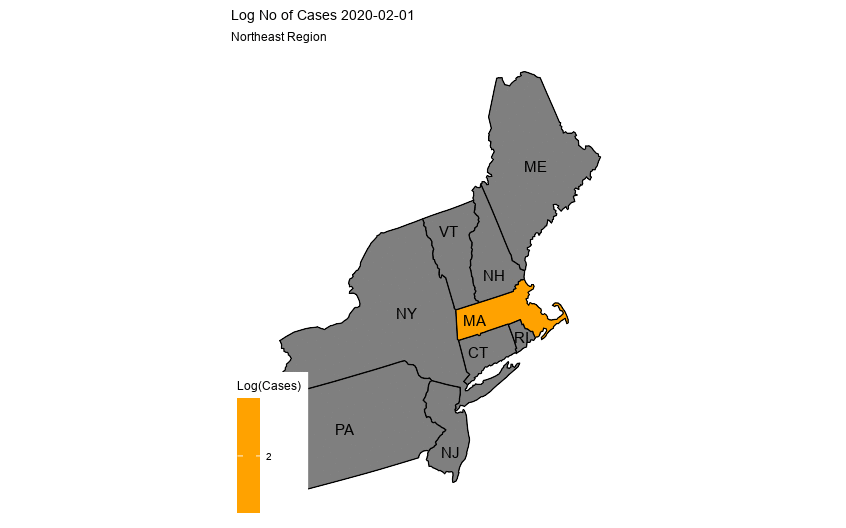 Log No of Cases 2020-02-01
Northeast Region
ME
VT
NH
NY
MA
RI
CT
Log(Cases)
2
PA
NJ